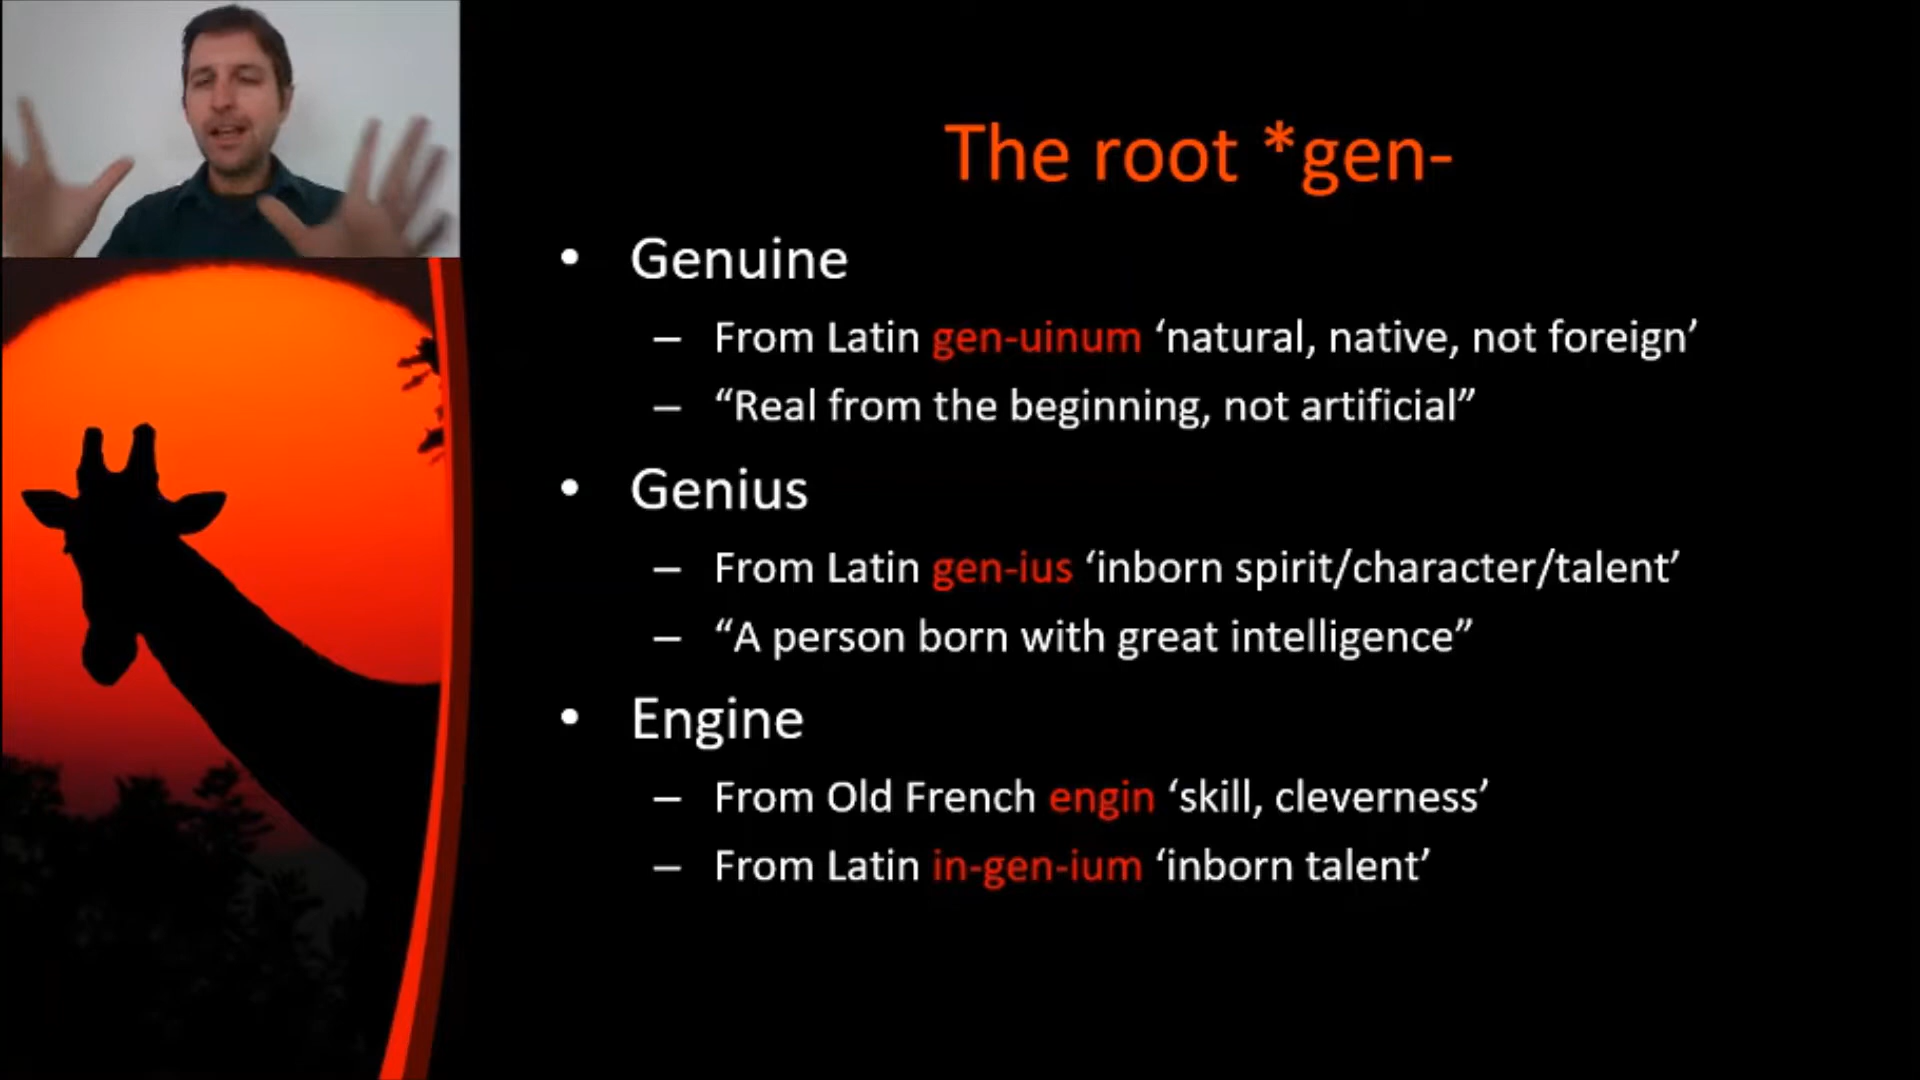 The root *gen-
• Genuine
– From Latin gen-uinum ‘natural, native, not foreign’
– “Real from the beginning, not artificial”
• Genius
– From Latin gen-ius ‘inborn spirit/character/talent’
– “A person born with great intelligence”
• Engine
– From Old French engin ‘skill, cleverness’
– From Latin in-gen-ium ‘inborn talent’